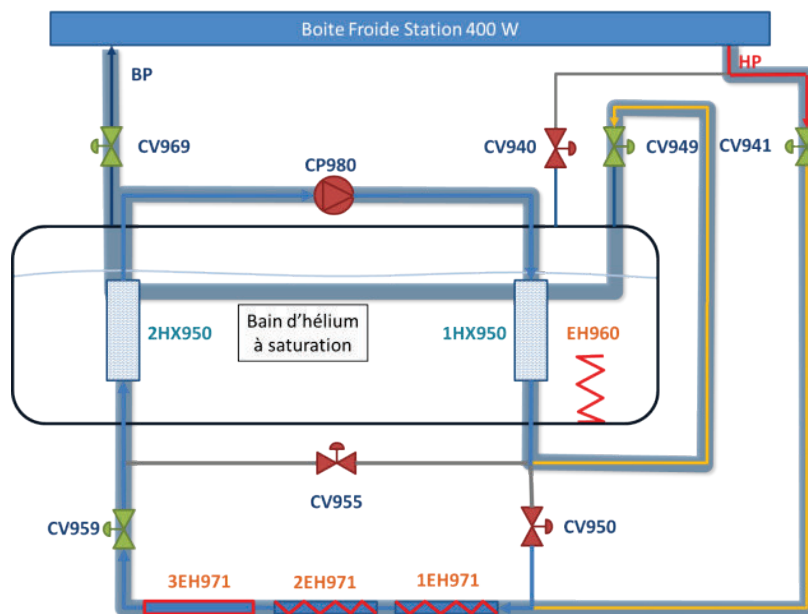 Boite Froide Station 400 W
BP
HP
CV969
CP980
CV940
CV949
CV941
2HX950
Bain d'hélium
à saturation
1HX950
EH960
CV955
CV959
CV950
3EH971
2EH971
1EH971